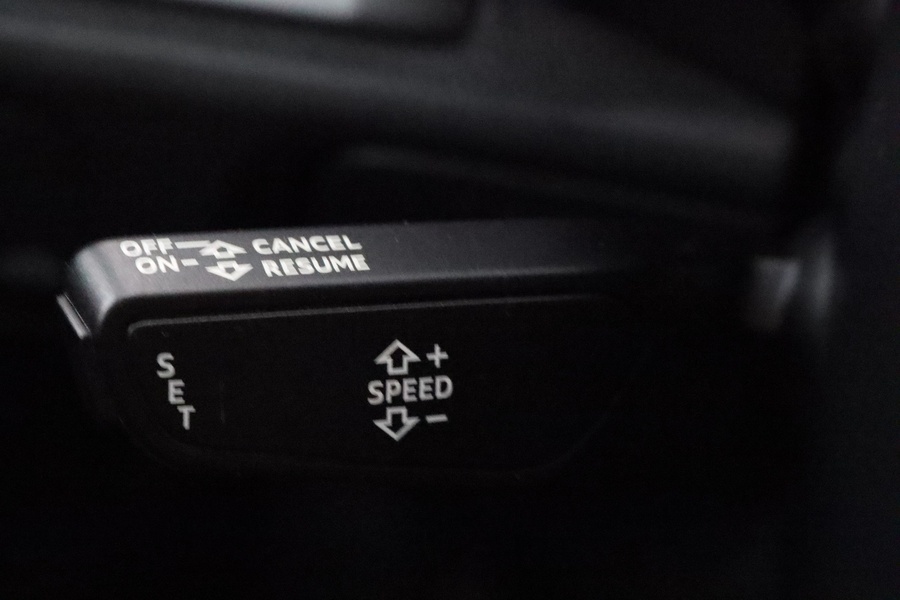 OFF CANCEL
ON- RESUME
SET
+
SPEED
-